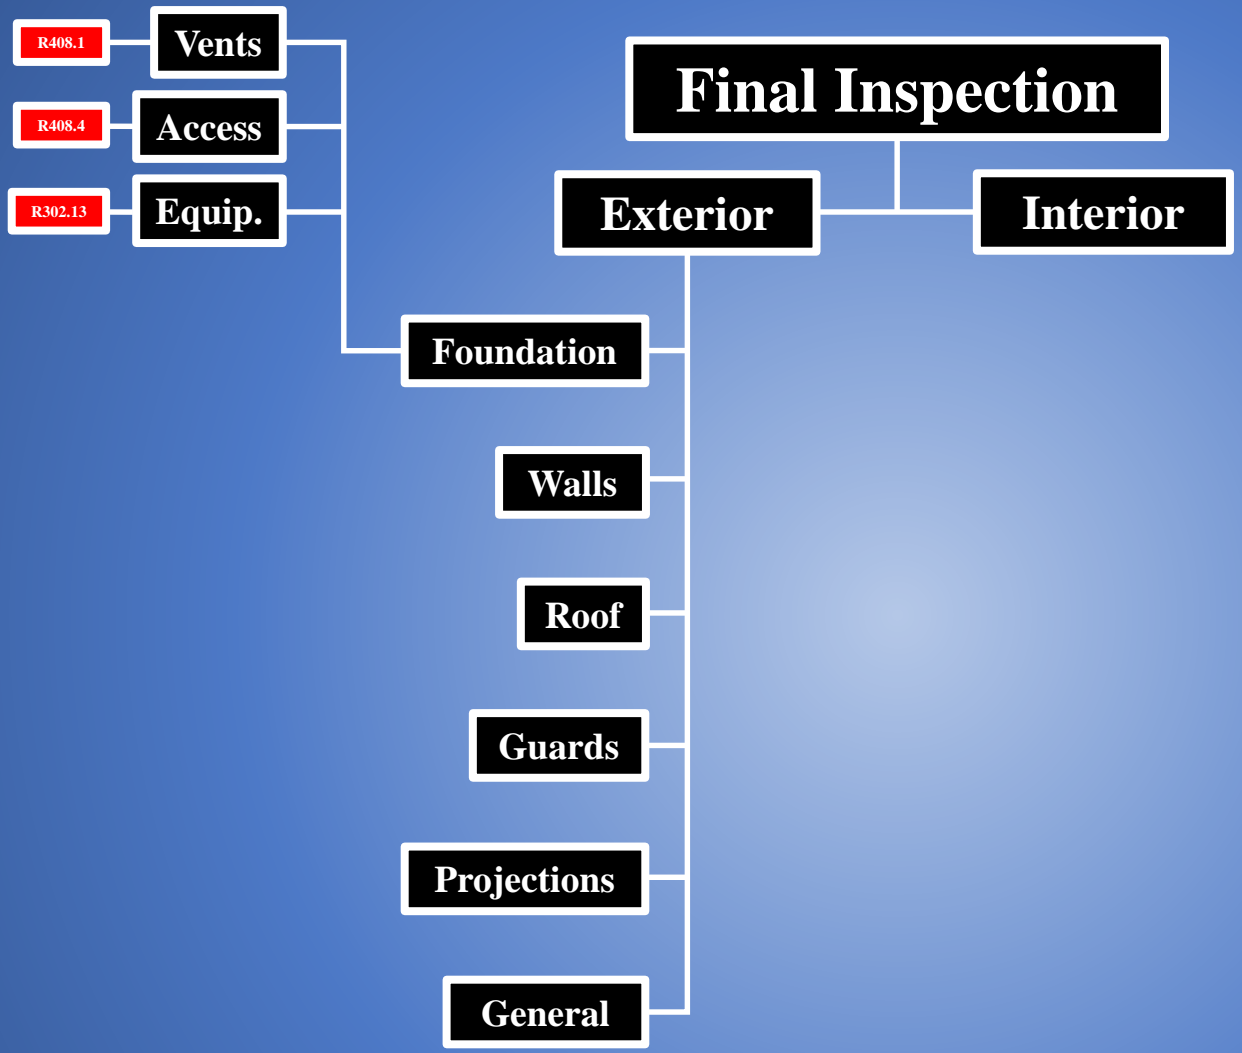 Final Inspection
Exterior
Interior
R408.1
Vents
R408.4
Access
R302.13
Equip.
Foundation
Walls
Roof
Guards
Projections
General